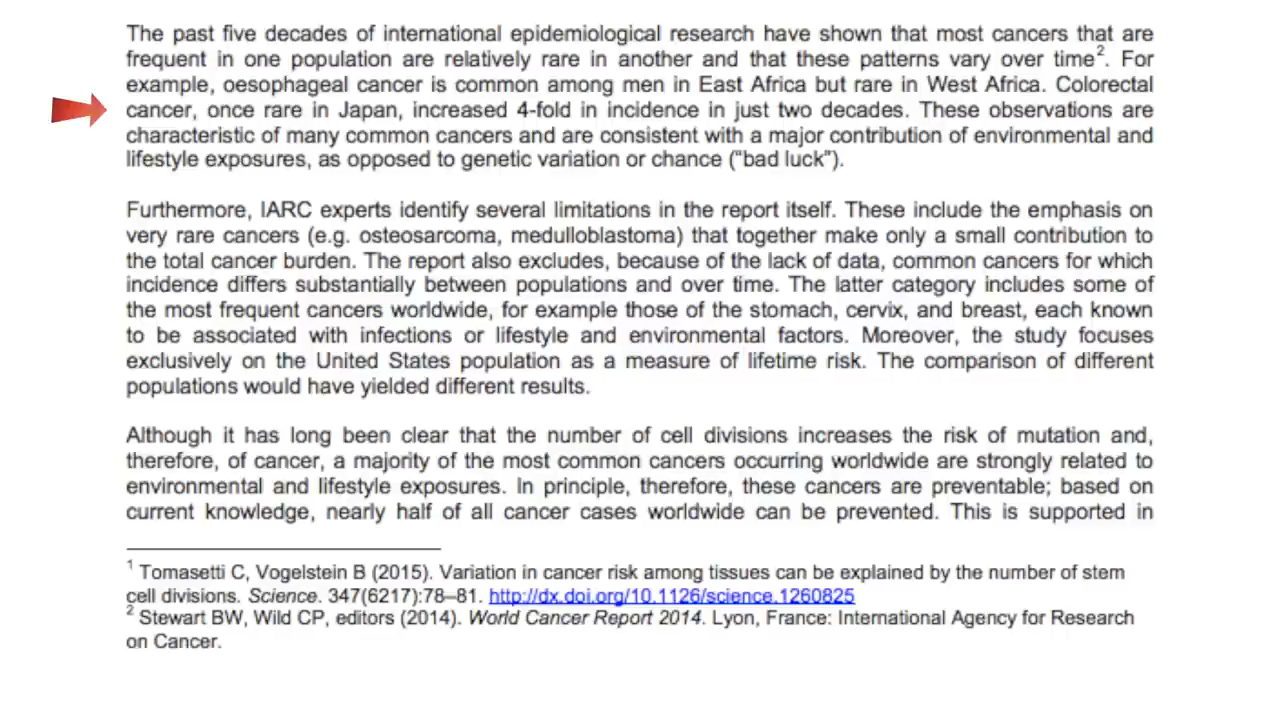 The past five decades of international epidemiological research have shown that most cancers that are
frequent in one population are relatively rare in another and that these patterns vary over time2. For
example, oesophageal cancer is common among men in East Africa but rare in West Africa. Colorectal
cancer, once rare in Japan, increased 4-fold in incidence in just two decades. These observations are
characteristic of many common cancers and are consistent with a major contribution of environmental and
lifestyle exposures, as opposed to genetic variation or chance ("bad luck").
Furthermore, IARC experts identify several limitations in the report itself. These include the emphasis on
very rare cancers (e.g. osteosarcoma, medulloblastoma) that together make only a small contribution to
the total cancer burden. The report also excludes, because of the lack of data, common cancers for which
incidence differs substantially between populations and over time. The latter category includes some of
the most frequent cancers worldwide, for example those of the stomach, cervix, and breast, each known
to be associated with infections or lifestyle and environmental factors. Moreover, the study focuses
exclusively on the United States population as a measure of lifetime risk. The comparison of different
populations would have yielded different results.
Although it has long been clear that the number of cell divisions increases the risk of mutation and,
therefore, of cancer, a majority of the most common cancers occurring worldwide are strongly related to
environmental and lifestyle exposures. In principle, therefore, these cancers are preventable; based on
current knowledge, nearly half of all cancer cases worldwide can be prevented. This is supported in
1 Tomasetti C, Vogelstein B (2015). Variation in cancer risk among tissues can be explained by the number of stem
cell divisions. Science. 347(6217):78–81. http://dx.doi.org/10.1126/science.1260825
2 Stewart BW, Wild CP, editors (2014). World Cancer Report 2014. Lyon, France: International Agency for Research
on Cancer.